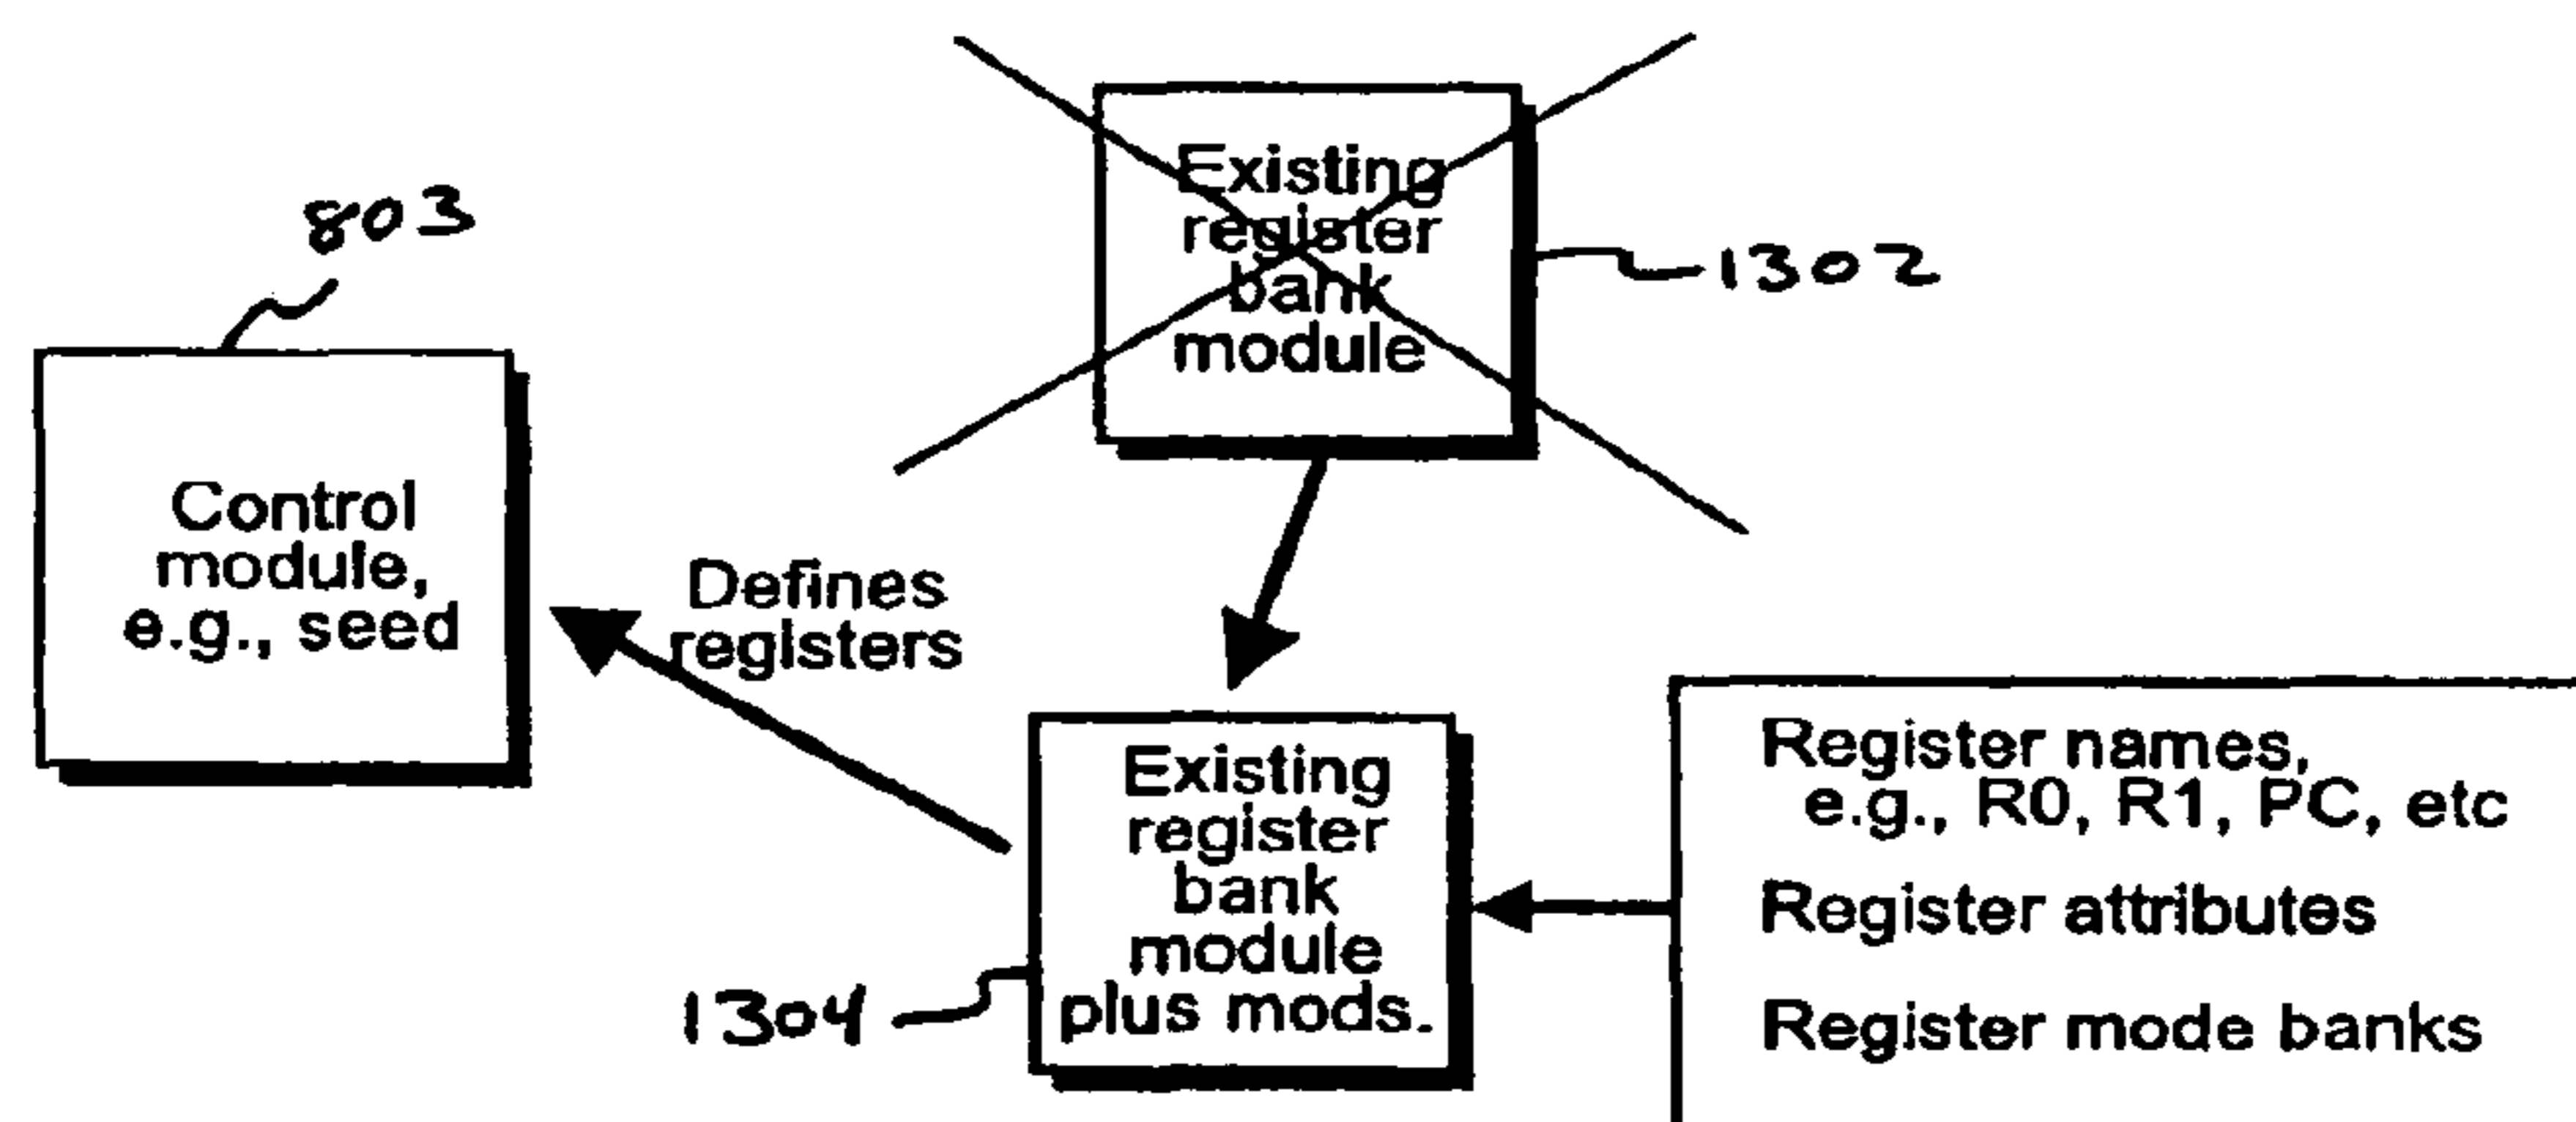 803
Control
module,
e.g., seed
Existing
register
bank
module
1302
Defines
registers
Existing
register
bank
module
plus mods.
1304
Register names,
e.g., R0, R1, PC, etc
Register attributes
Register mode banks